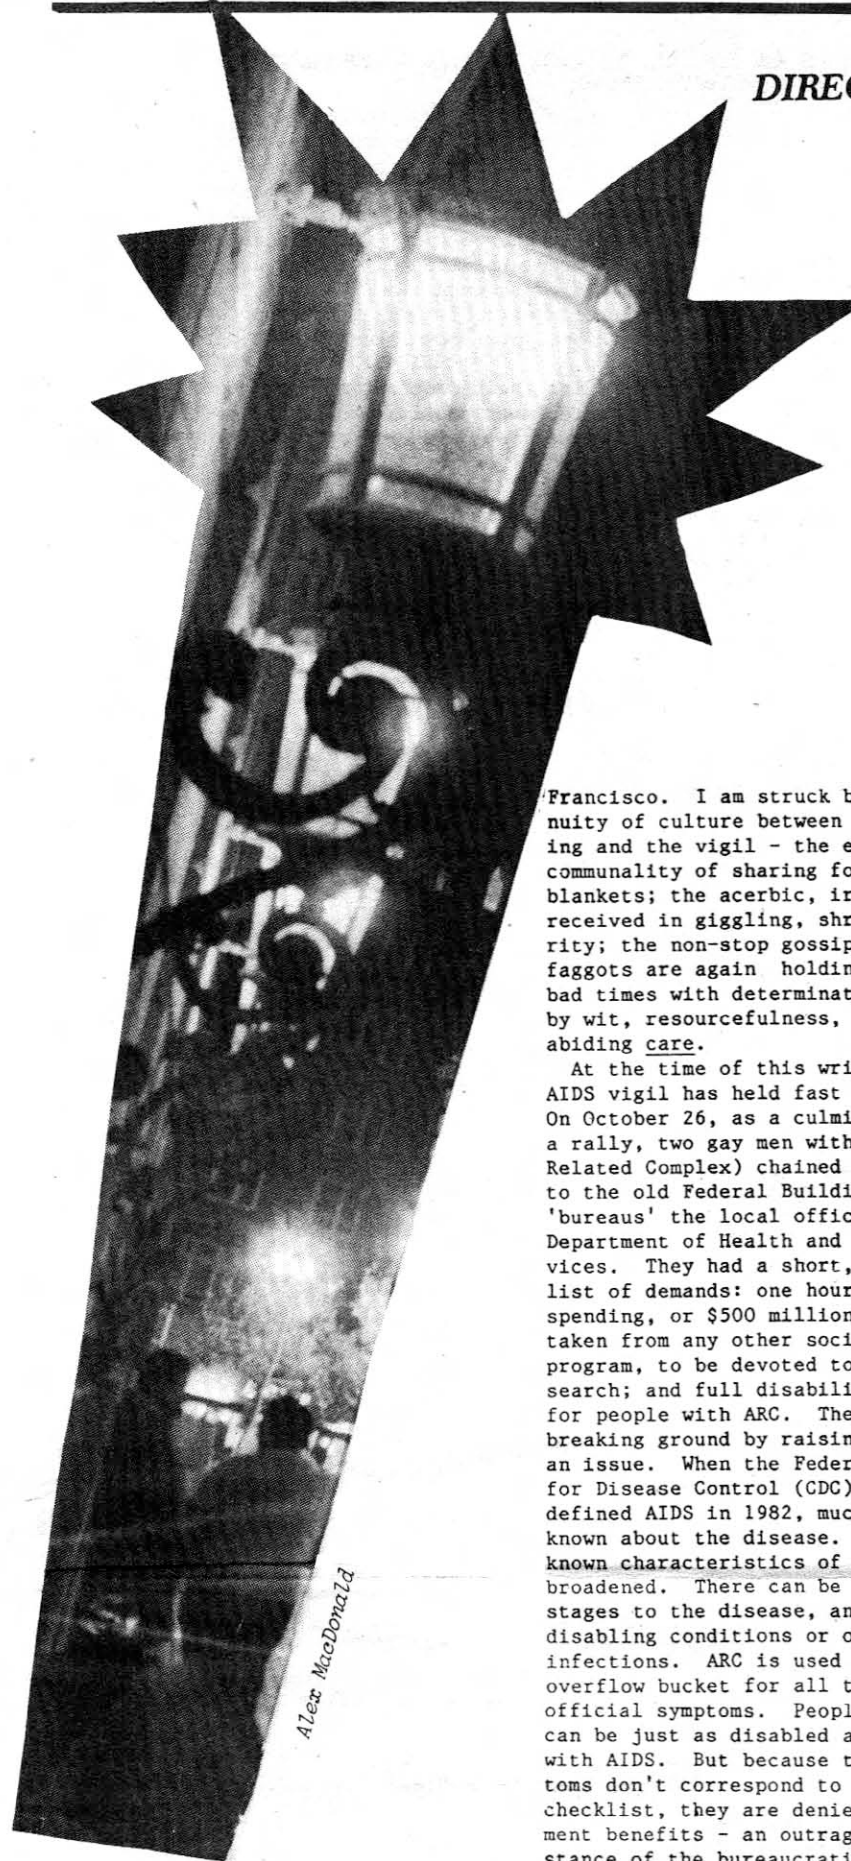 DIREC
Francisco. I am struck b
nuity of culture between
ing and the vigil - the e
communality of sharing fo
blankets; the acerbic, ir
received in giggling, shr
rity; the non-stop gossip
faggots are again holdin
bad times with determinat
by wit, resourcefulness,
abiding care.
At the time of this wri
AIDS vigil has held fast
On October 26, as a culmi
a rally, two gay men with
Related Complex) chained
to the old Federal Buildi
'bureaus' the local offic
Department of Health and
vices. They had a short,
list of demands: one hour
spending, or $500 million
taken from any other soci
program, to be devoted to
search; and full disabili
for people with ARC. The
breaking ground by raisin
an issue. When the Feder
for Disease Control (CDC)
defined AIDS in 1982, muc
known about the disease.
known characteristics of
broadened. There can be
stages to the disease, an
disabling conditions or o
infections. ARC is used
overflow bucket for all t
official symptoms. Peopl
can be just as disabled a
with AIDS. But because t
toms don't correspond to
checklist, they are denie
ment benefits - an outrag
stance of the bureaucrati
Alex MacDonald